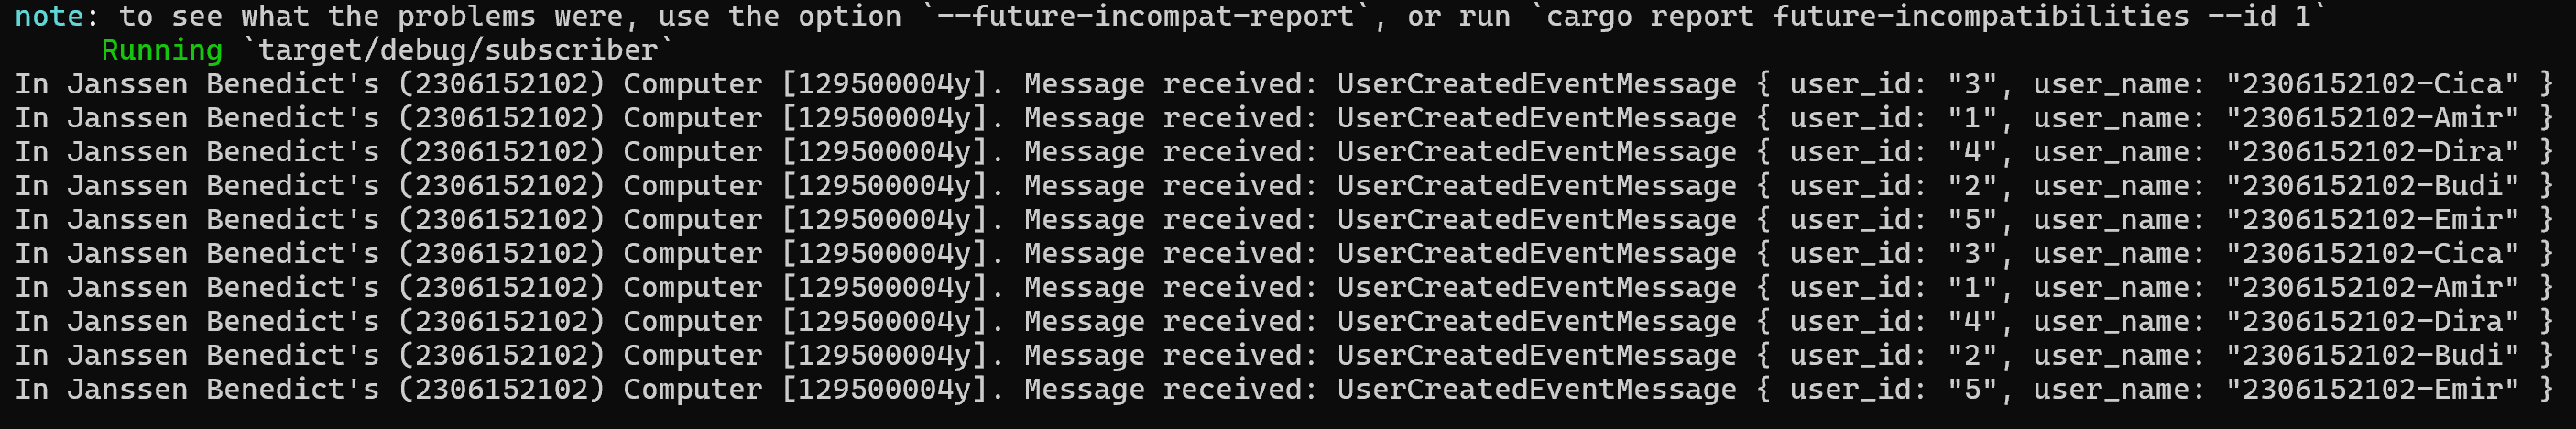 note: to see what the problems were, use the option `--future-incompat-report`, or run `cargo report future-incompatibilities --id 1`
Running `target/debug/subscriber`
In Janssen Benedict's (2306152102) Computer [129500004y]. Message received: UserCreatedEventMessage { user_id: "3", user_name: "2306152102-Cica" }
In Janssen Benedict's (2306152102) Computer [129500004y]. Message received: UserCreatedEventMessage { user_id: "1", user_name: "2306152102-Amir" }
In Janssen Benedict's (2306152102) Computer [129500004y]. Message received: UserCreatedEventMessage { user_id: "4", user_name: "2306152102-Dira" }
In Janssen Benedict's (2306152102) Computer [129500004y]. Message received: UserCreatedEventMessage { user_id: "2", user_name: "2306152102-Budi" }
In Janssen Benedict's (2306152102) Computer [129500004y]. Message received: UserCreatedEventMessage { user_id: "5", user_name: "2306152102-Emir" }
In Janssen Benedict's (2306152102) Computer [129500004y]. Message received: UserCreatedEventMessage { user_id: "3", user_name: "2306152102-Cica" }
In Janssen Benedict's (2306152102) Computer [129500004y]. Message received: UserCreatedEventMessage { user_id: "1", user_name: "2306152102-Amir" }
In Janssen Benedict's (2306152102) Computer [129500004y]. Message received: UserCreatedEventMessage { user_id: "4", user_name: "2306152102-Dira" }
In Janssen Benedict's (2306152102) Computer [129500004y]. Message received: UserCreatedEventMessage { user_id: "2", user_name: "2306152102-Budi" }
In Janssen Benedict's (2306152102) Computer [129500004y]. Message received: UserCreatedEventMessage { user_id: "5", user_name: "2306152102-Emir" }